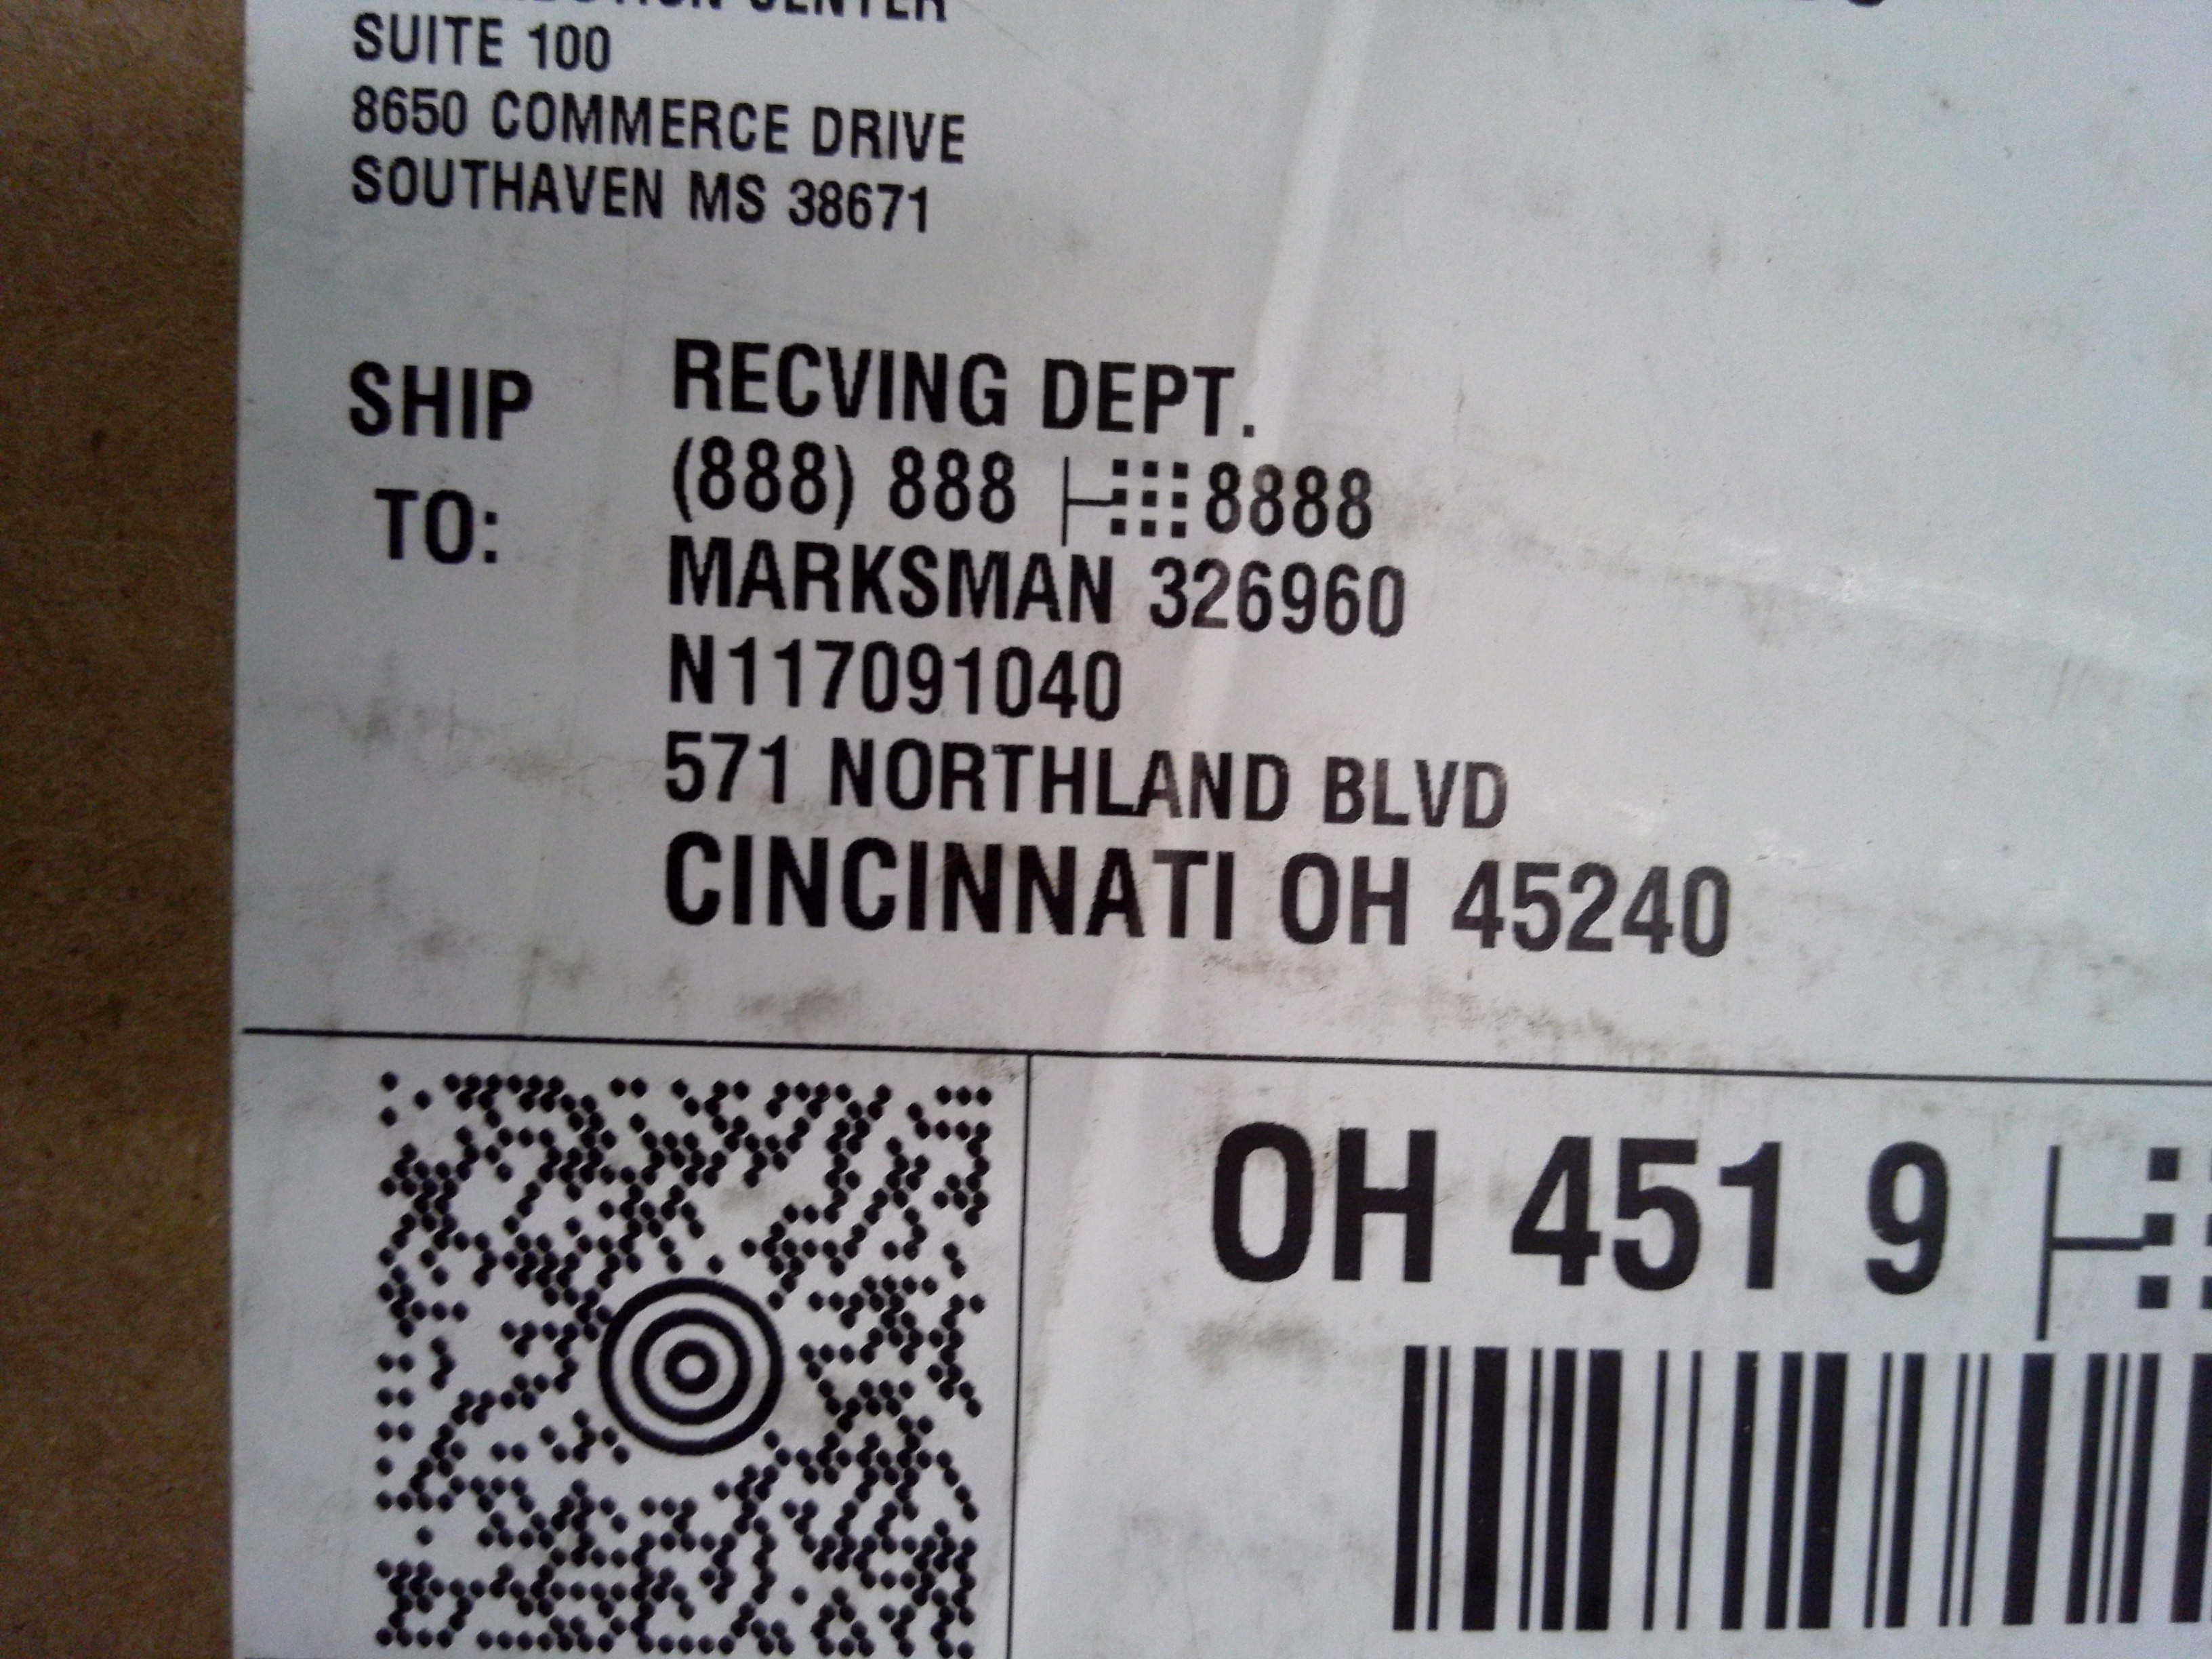 CENTER
SUITE 100
8650 COMMERCE DRIVE
SOUTHAVEN MS 38671
SHIP TO:
RECVING DEPT.
(888) 888 8888
MARKSMAN 326960
N117091040
571 NORTHLAND BLVD
CINCINNATI OH 45240
OH 451 9